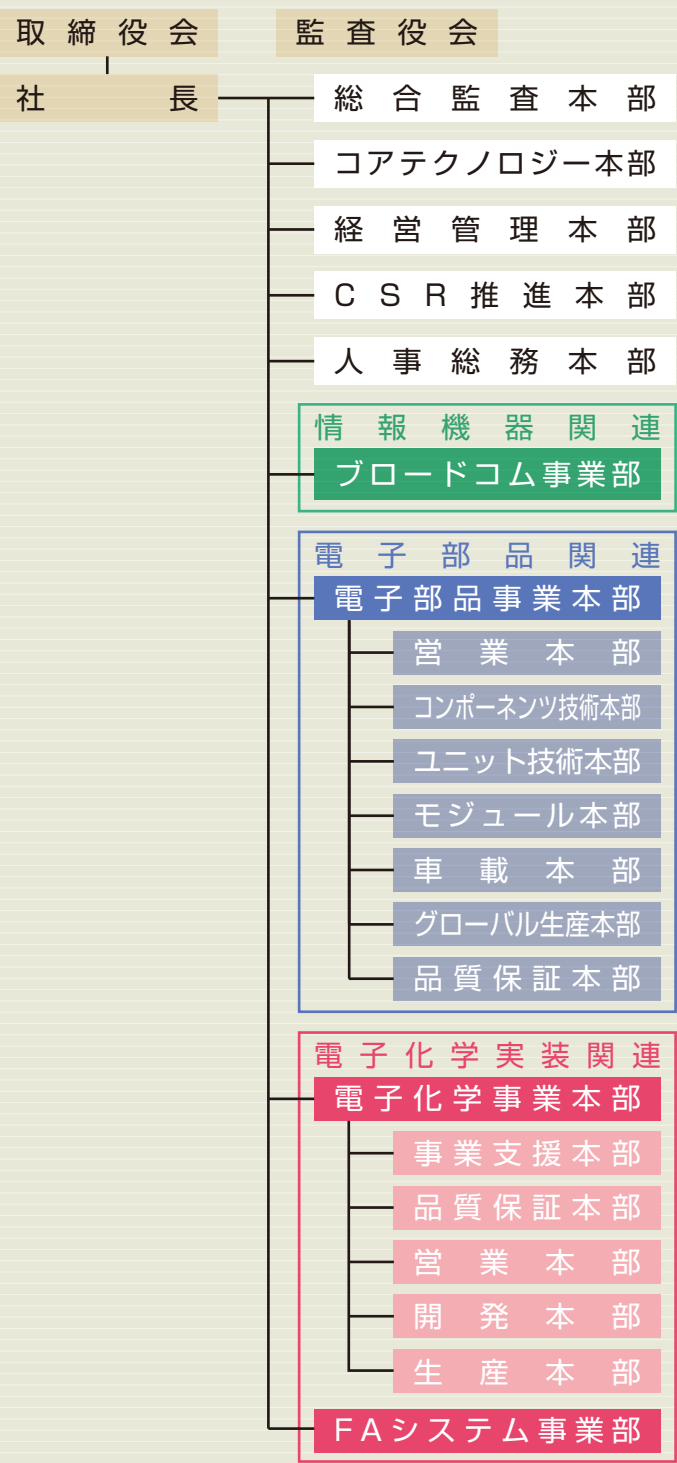 取締役会 監査役会
社長 総合監査本部
コアテクノロジー本部
経営管理本部
CSR推進本部
人事総務本部
情報機器関連
ブロードコム事業部
電子部品関連
電子部品事業本部
営業本部
コンポーネンツ技術本部
ユニット技術本部
モジュール本部
車載本部
グローバル生産本部
品質保証本部
電子化学実装関連
電子化学事業本部
事業支援本部
品質保証本部
営業本部
開発本部
生産本部
FAシステム事業部